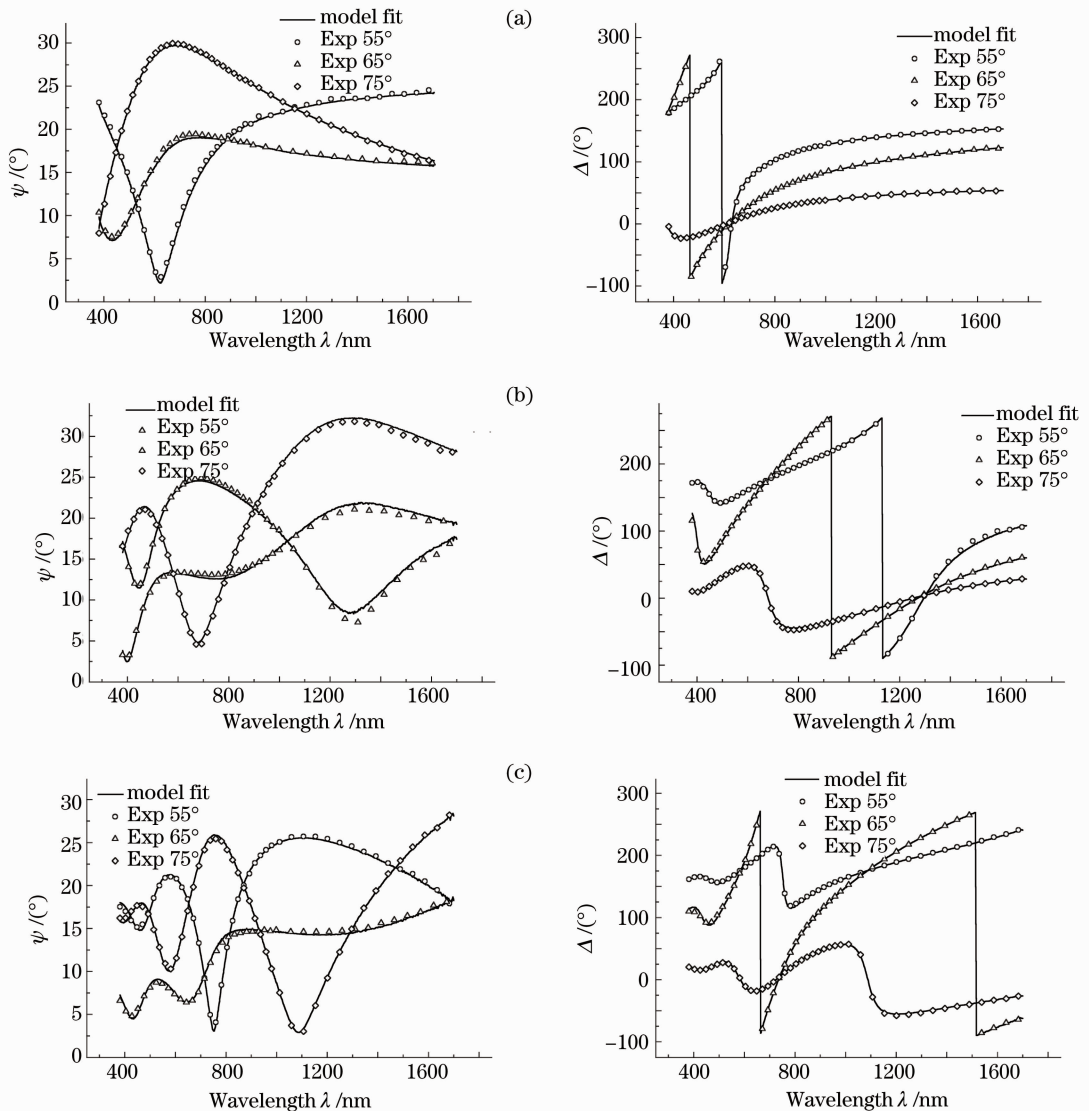 (a)
model fit
Exp 55°
Exp 65°
Exp 75°
30
25
20
15
10
5
0
ψ /(°)
400 800 1200 1600
Wavelength λ /nm
model fit
Exp 55°
Exp 65°
Exp 75°
300
200
100
0
−100
Δ /(°)
400 800 1200 1600
Wavelength λ /nm
(b)
model fit
Exp 55°
Exp 65°
Exp 75°
30
25
20
15
10
5
0
ψ /(°)
400 800 1200 1600
Wavelength λ /nm
model fit
Exp 55°
Exp 65°
Exp 75°
200
100
0
−100
Δ /(°)
400 800 1200 1600
Wavelength λ /nm
(c)
model fit
Exp 55°
Exp 65°
Exp 75°
30
25
20
15
10
5
0
ψ /(°)
400 800 1200 1600
Wavelength λ /nm
model fit
Exp 55°
Exp 65°
Exp 75°
300
200
100
0
−100
Δ /(°)
400 800 1200 1600
Wavelength λ /nm